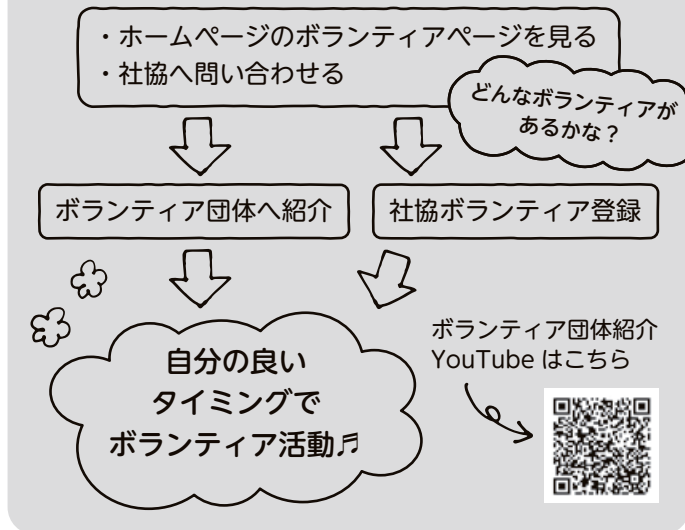 ・ホームページのボランティアページを見る
・社協へ問い合わせる
どんなボランティアが
あるかな？
ボランティア団体へ紹介
社協ボランティア登録
自分の良い
タイミングで
ボランティア活動♬
ボランティア団体紹介
YouTube はこちら